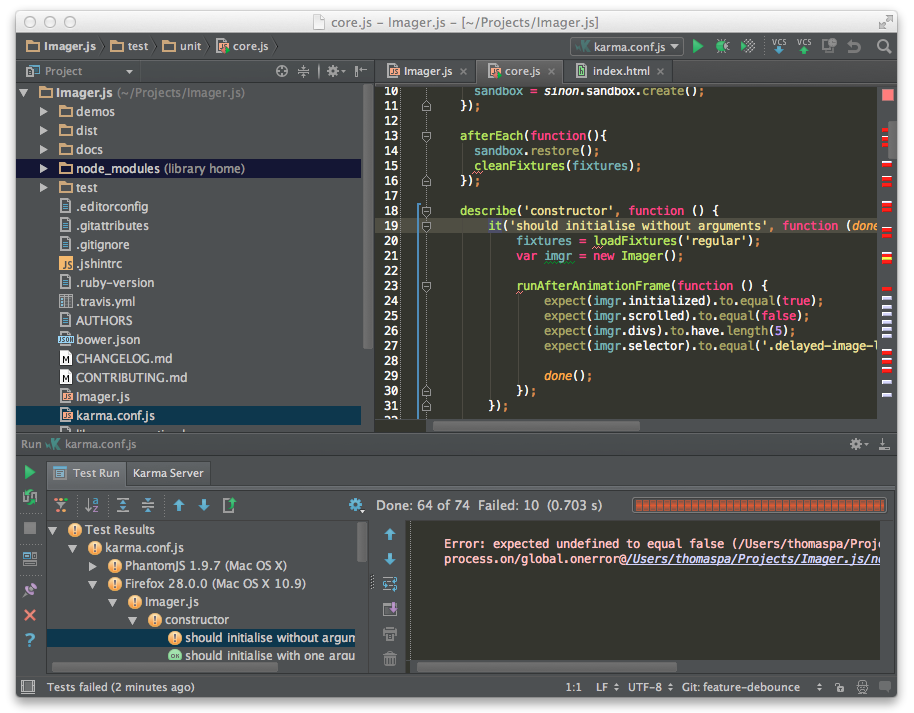 core.js - Imager.js - [~/Projects/Imager.js]
Imager.js test unit core.js karma.conf.js VCS VCS
Project
Imager.js core.js index.html
Imager.js (~/Projects/Imager.js)
demos
dist
docs
node_modules (library home)
test
.editorconfig
.gitattributes
.gitignore
.jshintrc
.ruby-version
.travis.yml
AUTHORS
bower.json
CHANGELOG.md
CONTRIBUTING.md
Imager.js
karma.conf.js
10 sandbox = sinon.sandbox.create();
11 });
12
13 afterEach(function(){
14 sandbox.restore();
15 cleanFixtures(fixtures);
16 });
17
18 describe('constructor', function () {
19 it('should initialise without arguments', function (done
20 fixtures = loadFixtures('regular');
21 var imgr = new Imager();
22
23 runAfterAnimationFrame(function () {
24 expect(imgr.initialized).to.equal(true);
25 expect(imgr.scrolled).to.equal(false);
26 expect(imgr.divs).to.have.length(5);
27 expect(imgr.selector).to.equal('.delayed-image-l
28
29 done();
30 });
31 });
Run karma.conf.js
Test Run Karma Server
Done: 64 of 74 Failed: 10 (0.703 s)
Test Results
karma.conf.js
PhantomJS 1.9.7 (Mac OS X)
Firefox 28.0.0 (Mac OS X 10.9)
Imager.js
constructor
should initialise without argum
should initialise with one argu
Error: expected undefined to equal false (/Users/thomaspa/Proje
process.on/global.onerror@/Users/thomaspa/Projects/Imager.js/no
Tests failed (2 minutes ago) 1:1 LF UTF-8 Git: feature-debounce